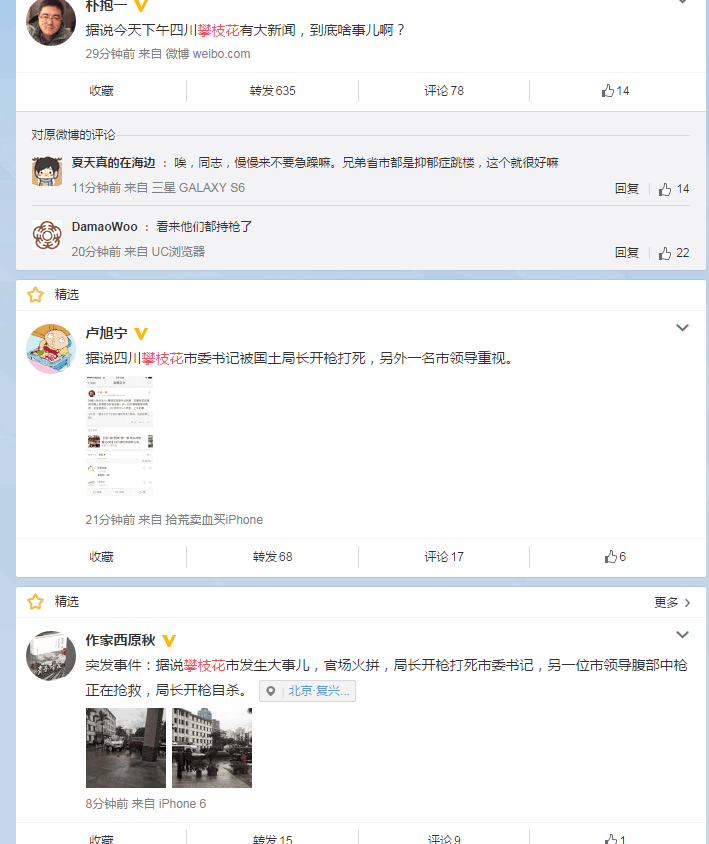 朴抱一
据说今天下午四川攀枝花有大新闻，到底啥事儿啊？
29分钟前 来自 微博 weibo.com
收藏 转发 635 评论 78 14
对原微博的评论
夏天真的在海边 ： 唉，同志，慢慢来不要急躁嘛。兄弟省市都是抑郁症跳楼，这个就很好嘛
11分钟前 来自 三星 GALAXY S6 回复 14
DamaoWoo ： 看来他们都持枪了
20分钟前 来自 UC浏览器 回复 22
精选
卢旭宁
据说四川攀枝花市委书记被国土局长开枪打死，另外一名市领导重视。
21分钟前 来自 拾荒卖血买iPhone
收藏 转发 68 评论 17 6
精选 更多
作家西原秋
突发事件：据说攀枝花市发生大事儿，官场火拼，局长开枪打死市委书记，另一位市领导腹部中枪
正在抢救，局长开枪自杀。 北京·复兴...
8分钟前 来自 iPhone 6
收藏 转发 15 评论 9 1